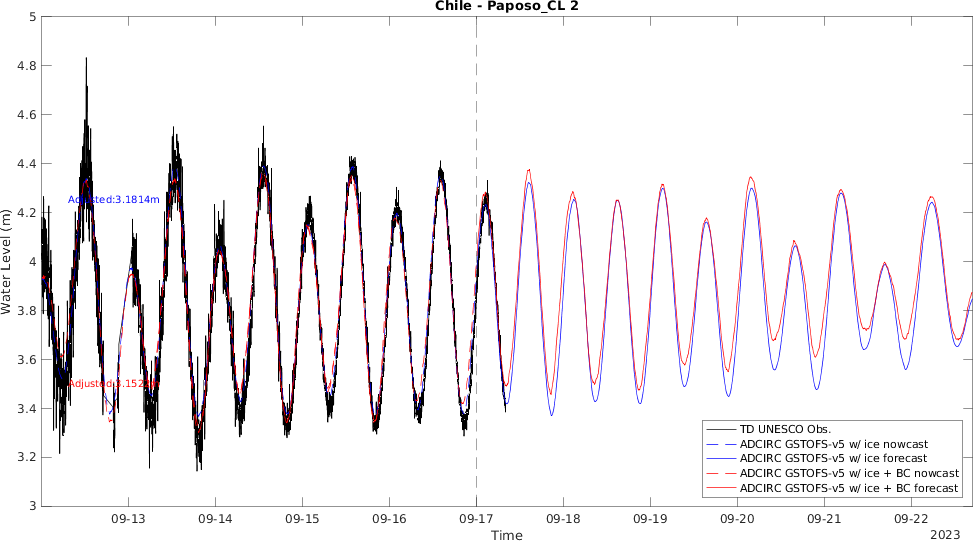 Chile - Paposo_CL 2
5
4.8
4.6
4.4
4.2
4
3.8
3.6
3.4
3.2
3
Water Level (m)
Adjusted:3.1814m
TD UNESCO Obs.
ADCIRC GSTOFS-v5 w/ ice nowcast
ADCIRC GSTOFS-v5 w/ ice forecast
ADCIRC GSTOFS-v5 w/ ice + BC nowcast
ADCIRC GSTOFS-v5 w/ ice + BC forecast
09-13 09-14 09-15 09-16 09-17 09-18 09-19 09-20 09-21 09-22
Time
2023